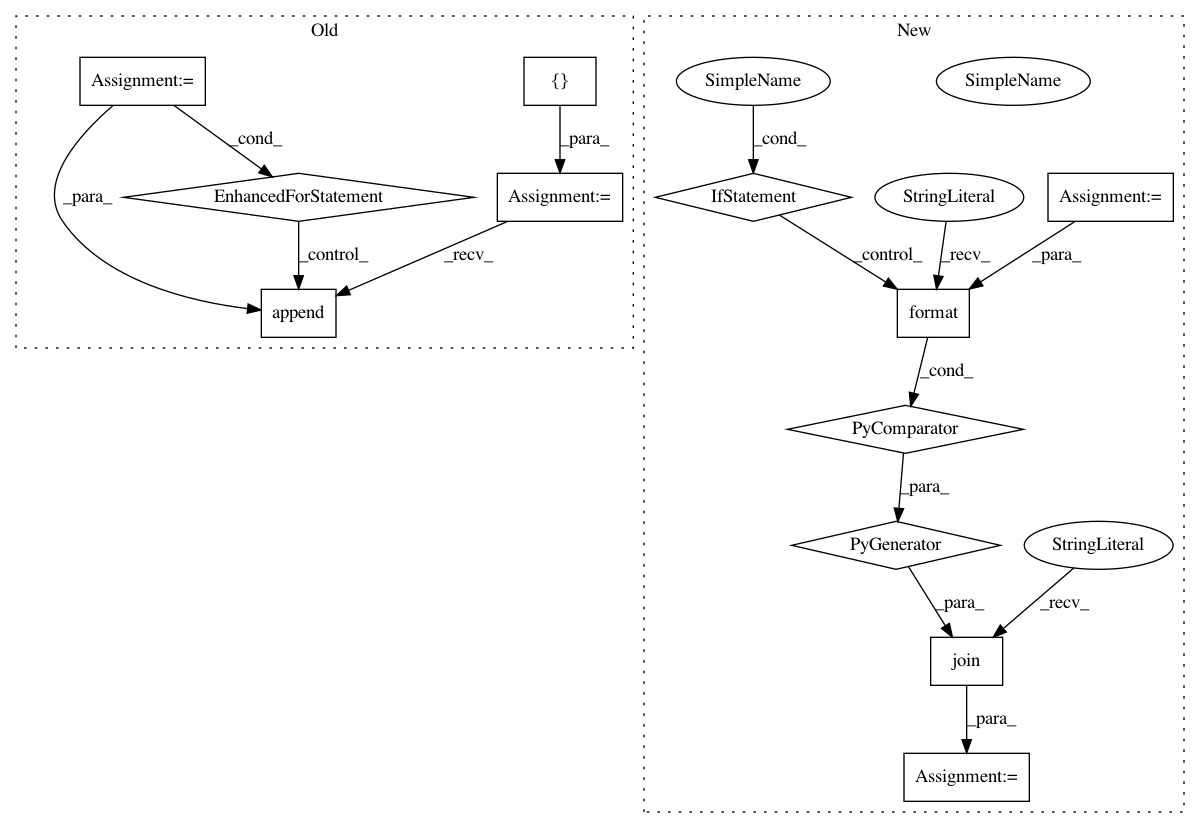 Old
New
Assignment:=
{}
SimpleName
SimpleName
_cond_
_para_
_cond_
_para_
EnhancedForStatement
Assignment:=
IfStatement
StringLiteral
Assignment:=
_control_
_recv_
_control_
_recv_
_para_
append
format
_cond_
PyComparator
_para_
PyGenerator
StringLiteral
_para_
_recv_
join
_para_
Assignment:=